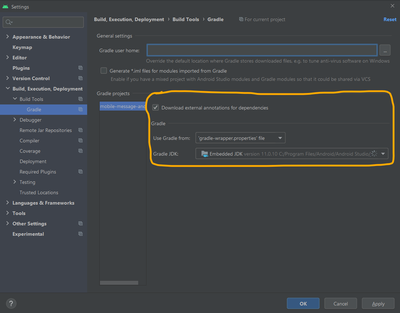 Settings
Build, Execution, Deployment › Build Tools › Gradle
For current project
Reset
Appearance & Behavior
Keymap
Editor
Plugins
Version Control
Build, Execution, Deployment
Build Tools
Gradle
Debugger
Remote Jar Repositories
Compiler
Coverage
Deployment
Required Plugins
Testing
Trusted Locations
Languages & Frameworks
Tools
Other Settings
Experimental
General settings
Gradle user home:
...
Override the default location where Gradle stores downloaded files, e.g. to tune anti-virus software on Windows
Generate *.iml files for modules imported from Gradle
Enable if you have a mixed project with Android Studio modules and Gradle modules so that it could be shared via VCS
Gradle projects
mobile-message
Download external annotations for dependencies
Gradle
Use Gradle from:
'gradle-wrapper.properties' file
Gradle JDK:
Embedded JDK version 11.0.10 C:/Program Files/Android/Android Studio/
?
OK
Cancel
Apply